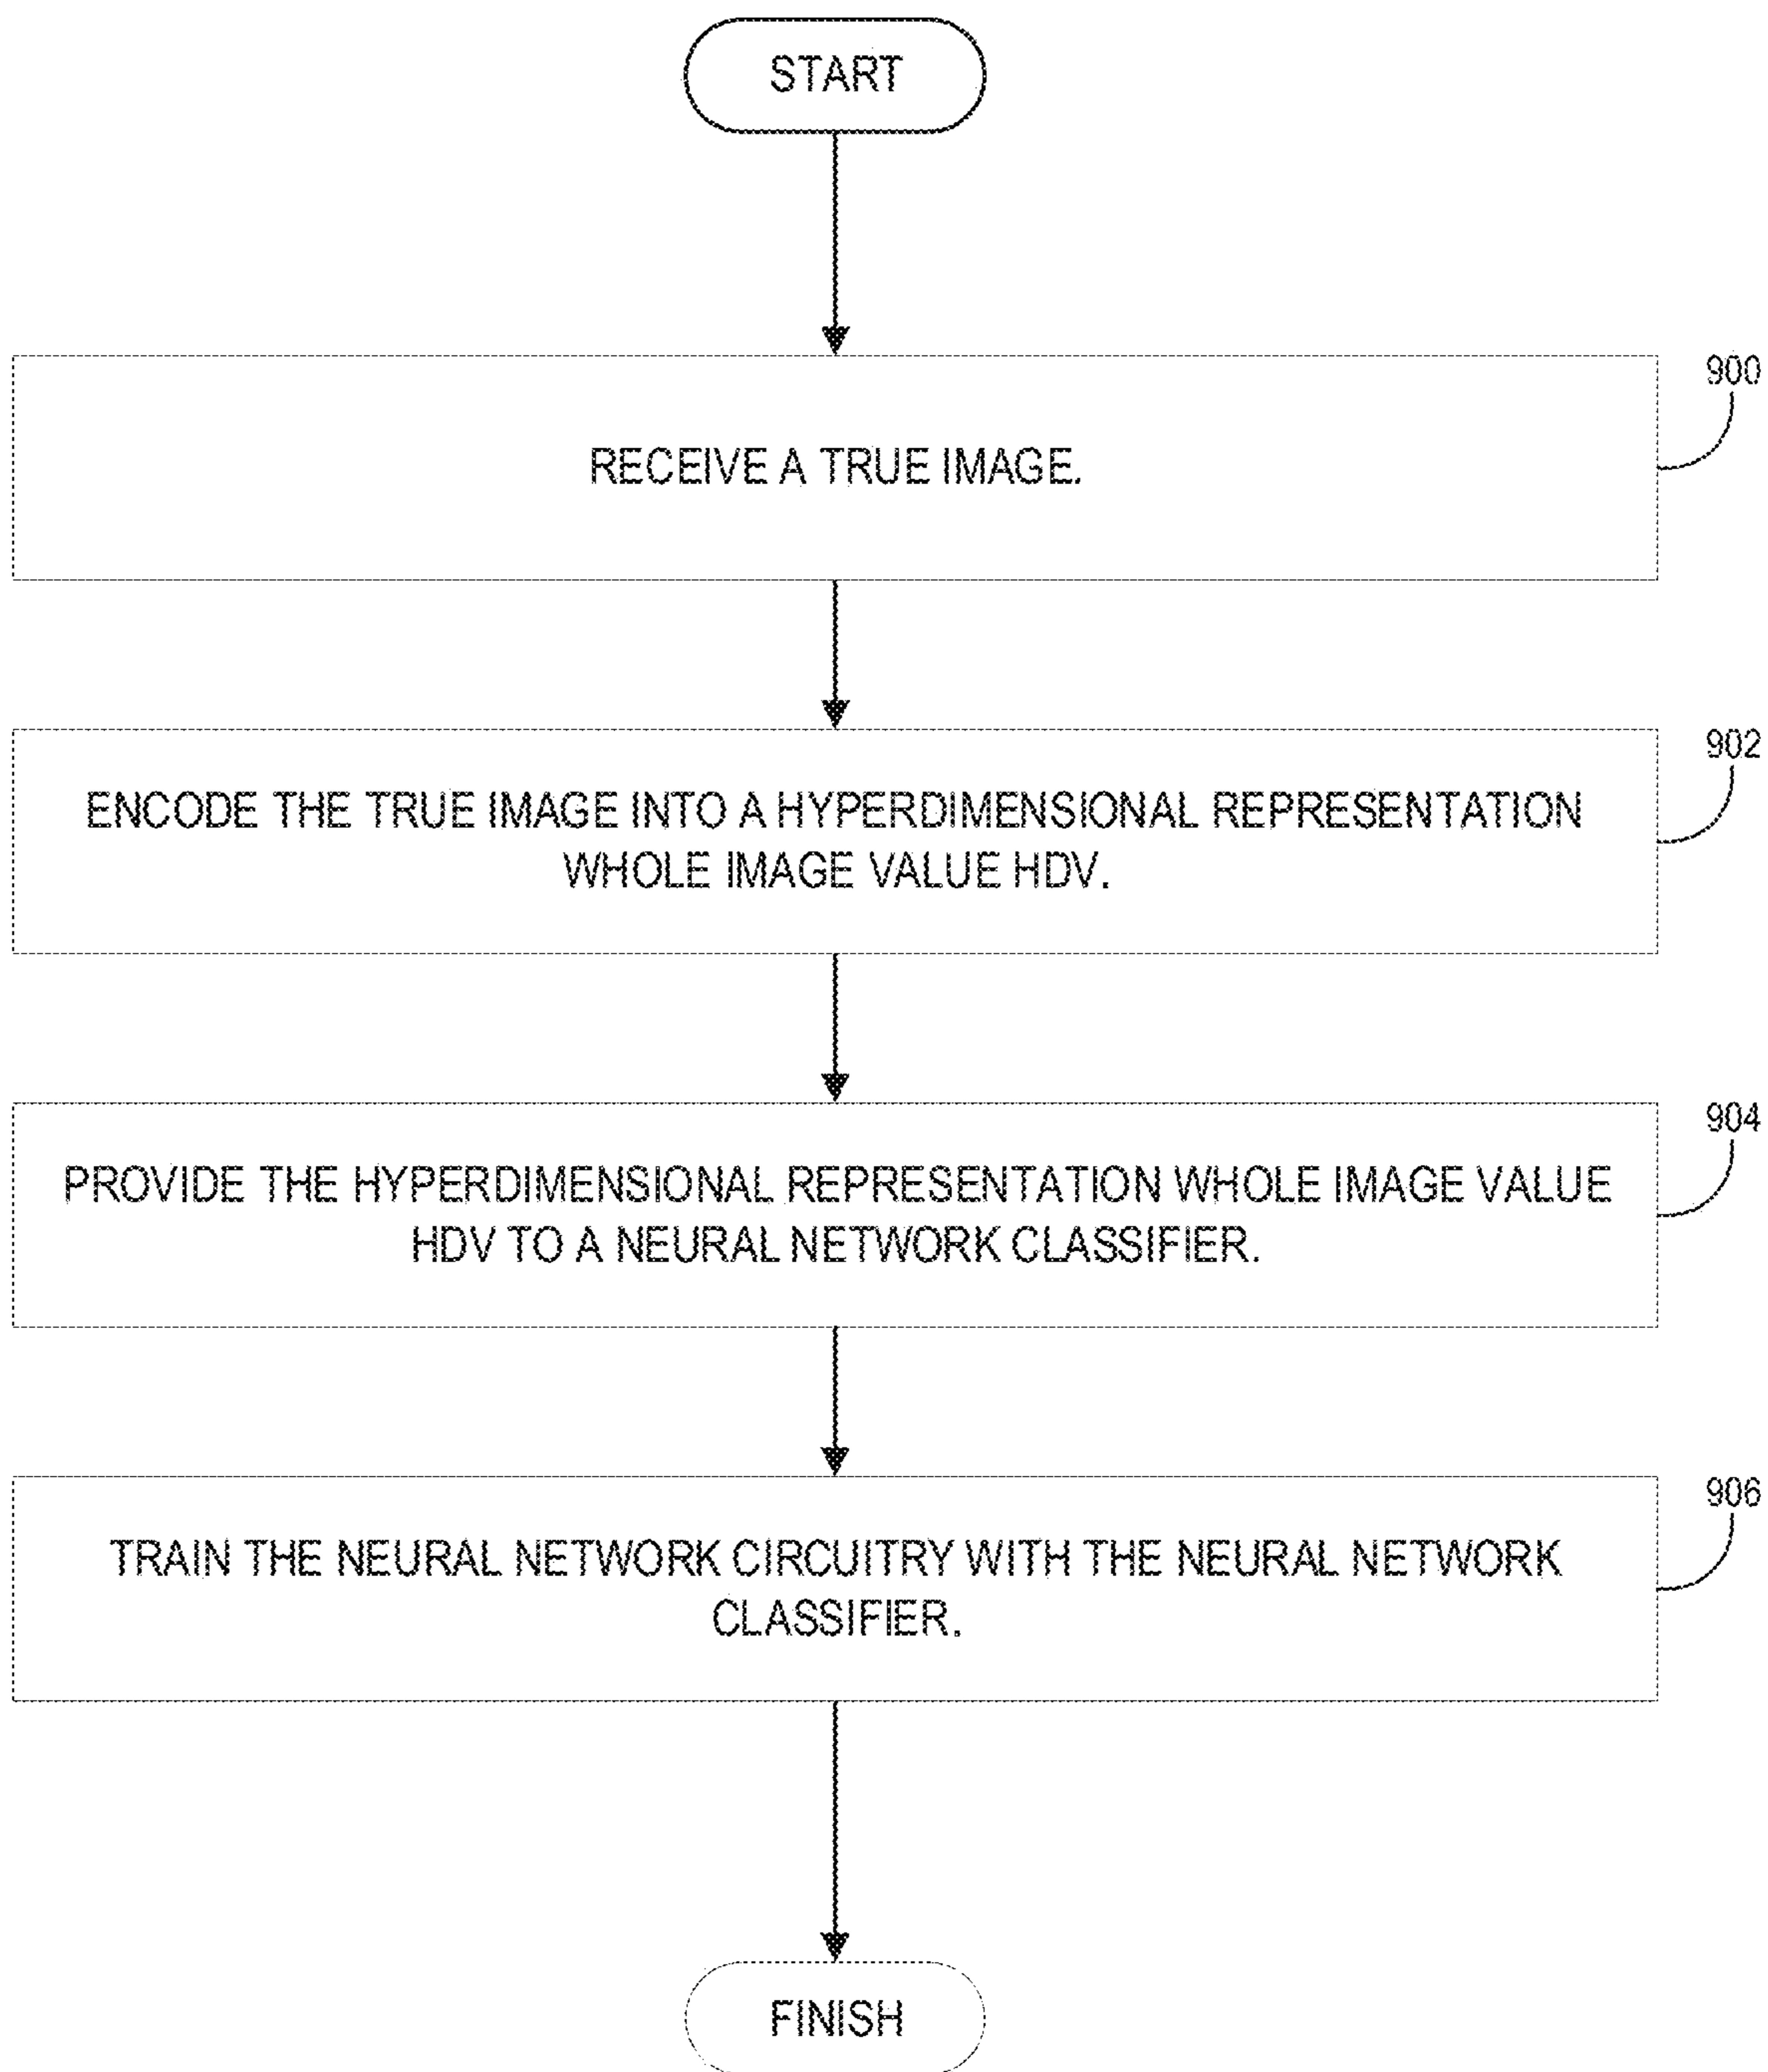 START
900
RECEIVE A TRUE IMAGE.
902
ENCODE THE TRUE IMAGE INTO A HYPERDIMENSIONAL REPRESENTATION
WHOLE IMAGE VALUE HDV.
904
PROVIDE THE HYPERDIMENSIONAL REPRESENTATION WHOLE IMAGE VALUE
HDV TO A NEURAL NETWORK CLASSIFIER.
906
TRAIN THE NEURAL NETWORK CIRCUITRY WITH THE NEURAL NETWORK
CLASSIFIER.
FINISH